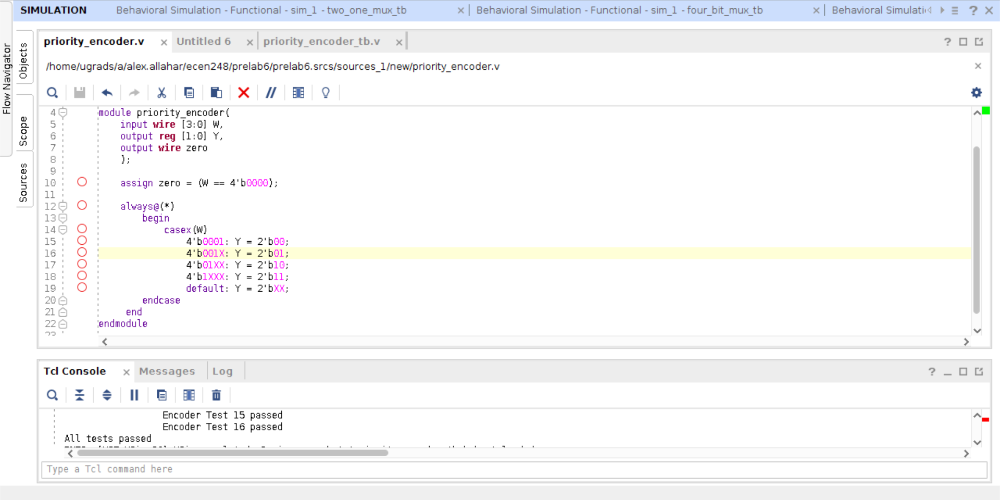 SIMULATION Behavioral Simulation - Functional - sim_1 - two_one_mux_tb Behavioral Simulation - Functional - sim_1 - four_bit_mux_tb Behavioral
Flow Navigator
Objects
Scope
Sources
priority_encoder.v Untitled 6 priority_encoder_tb.v
/home/ugrads/a/alex.allahar/ecen248/prelab6/prelab6.srcs/sources_1/new/priority_encoder.v
4 module priority_encoder(
5 input wire [3:0] W,
6 output reg [1:0] Y,
7 output wire zero
8 );
9
10 assign zero = (W == 4'b0000);
11
12 always@(*)
13 begin
14 casex(W)
15 4'b0001: Y = 2'b00;
16 4'b001X: Y = 2'b01;
17 4'b01XX: Y = 2'b10;
18 4'b1XXX: Y = 2'b11;
19 default: Y = 2'bXX;
20 endcase
21 end
22 endmodule
23
Tcl Console Messages Log
Encoder Test 15 passed
Encoder Test 16 passed
All tests passed
Type a Tcl command here